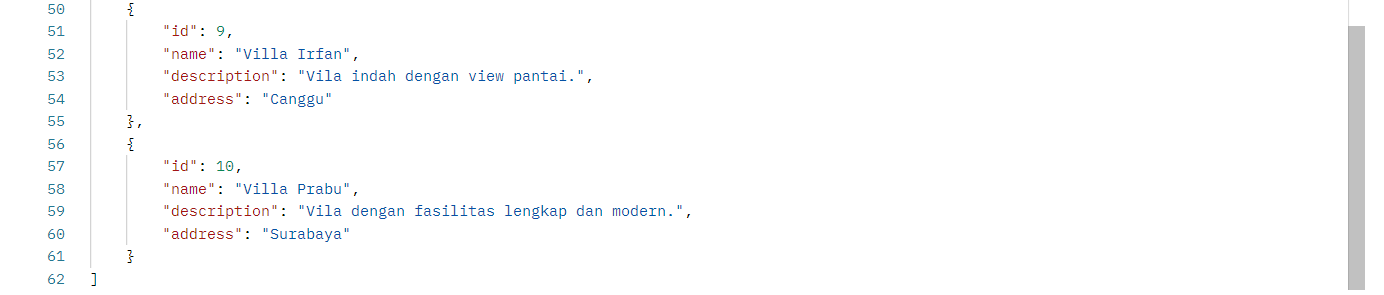 50 {
51 "id": 9,
52 "name": "Villa Irfan",
53 "description": "Vila indah dengan view pantai.",
54 "address": "Canggu"
55 },
56 {
57 "id": 10,
58 "name": "Villa Prabu",
59 "description": "Vila dengan fasilitas lengkap dan modern.",
60 "address": "Surabaya"
61 }
62 ]